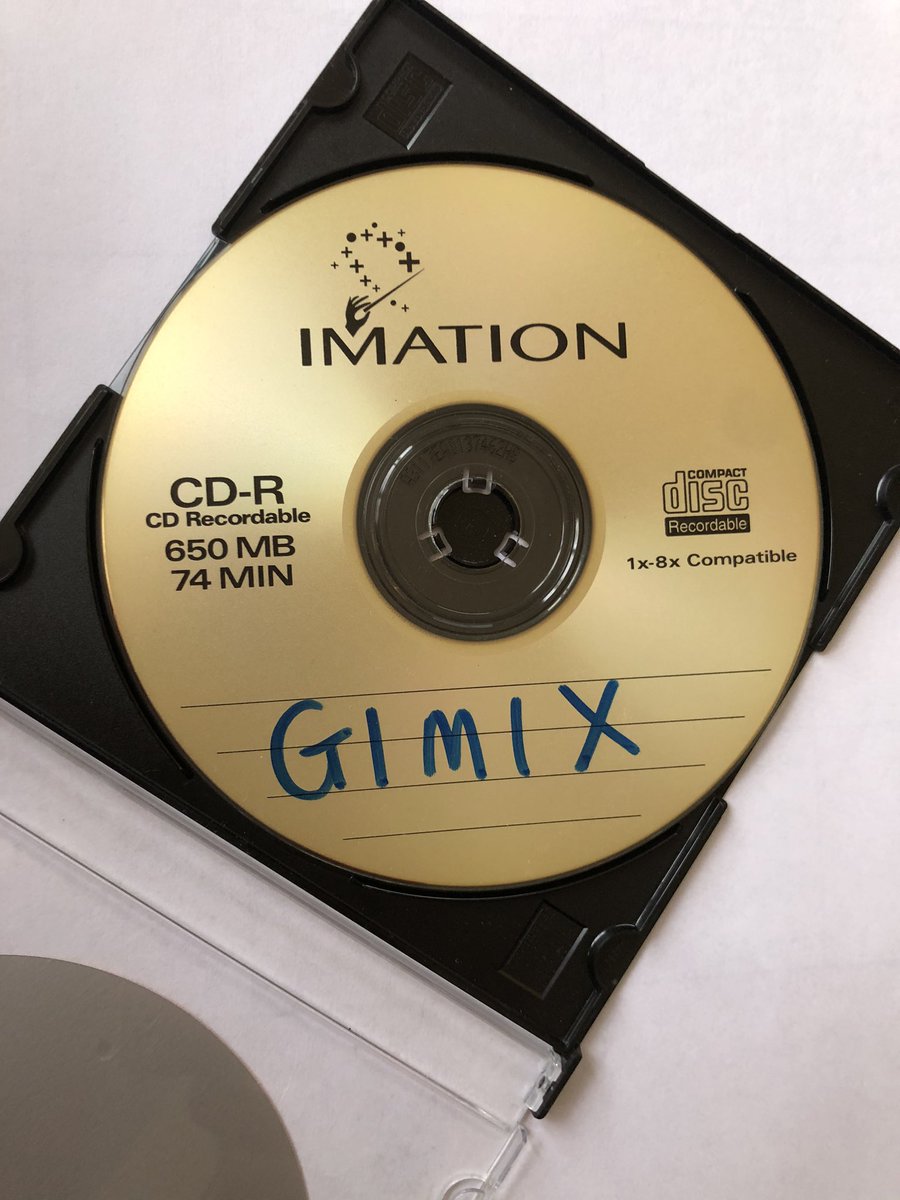 IMATION
CD-R
CD Recordable
650 MB
74 MIN
COMPACT
disc
Recordable
1x-8x Compatible
GIMIX